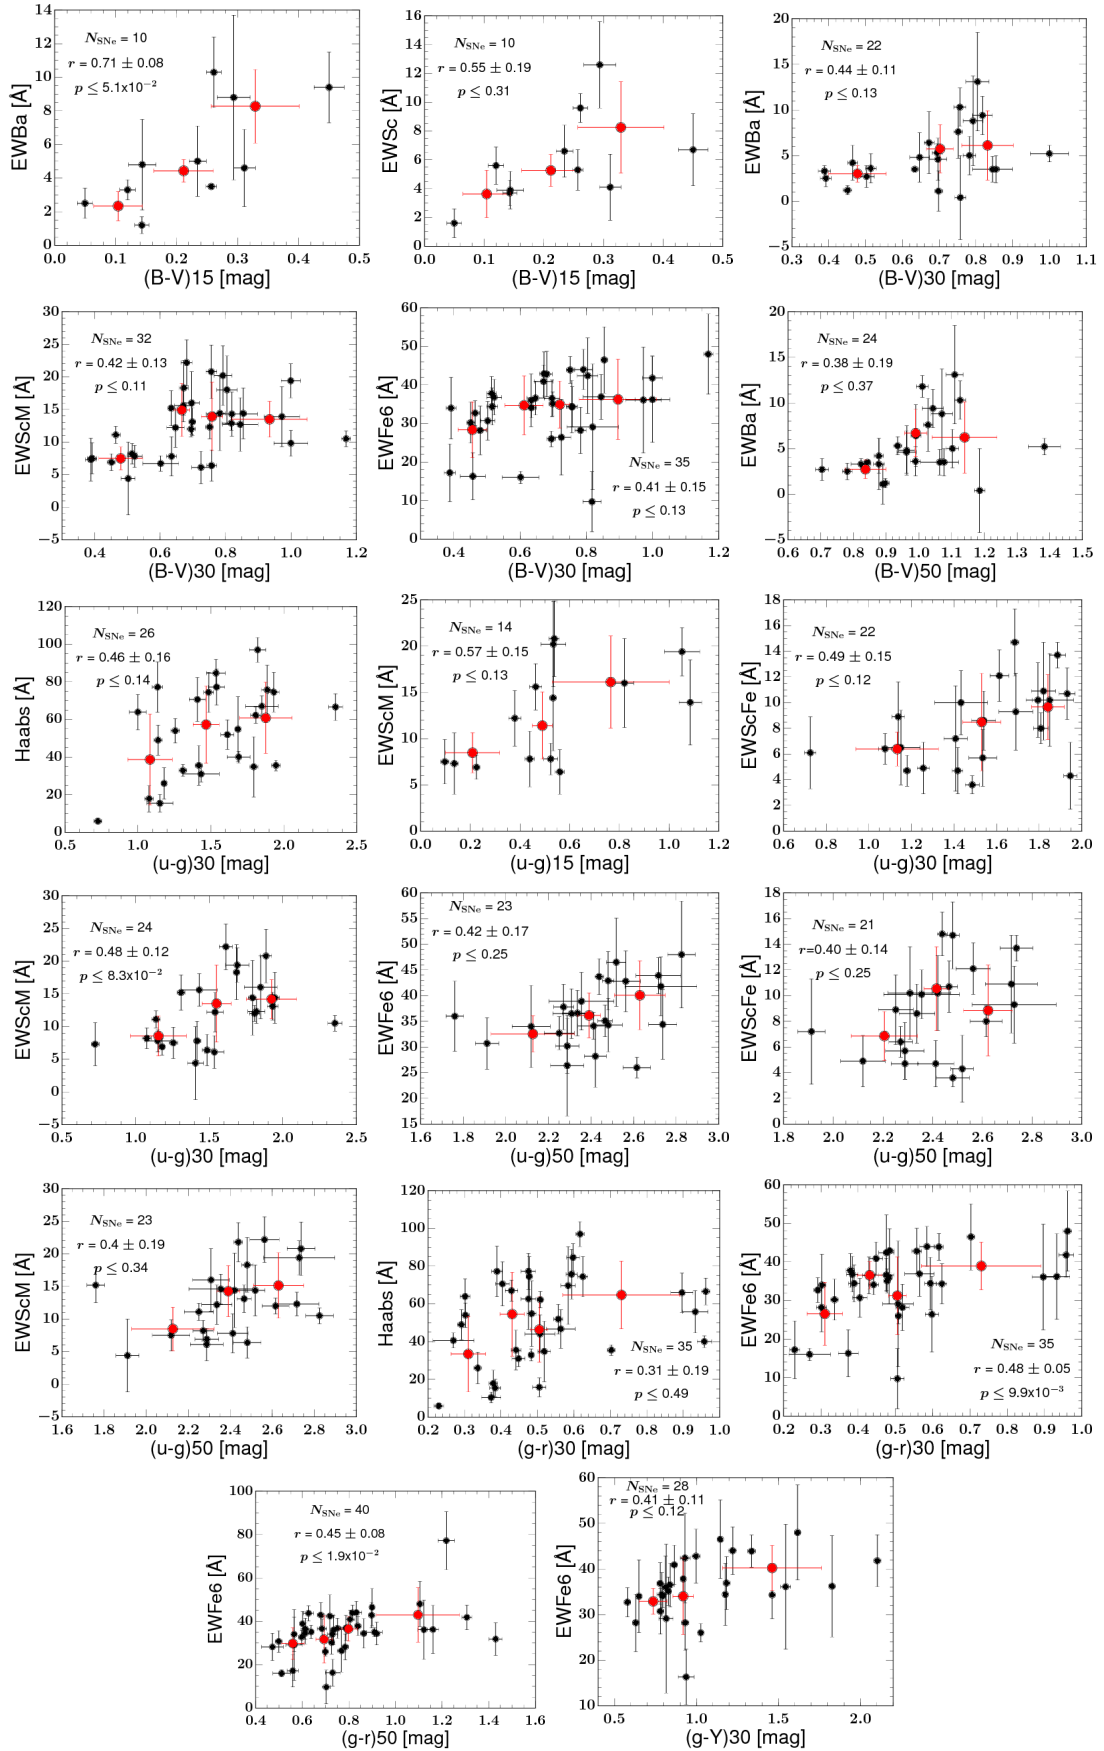 N_SNe = 10
r = 0.71 ± 0.08
p ≤ 5.1x10⁻²
EWBa [Å]
0 2 4 6 8 10 12 14
0.0 0.1 0.2 0.3 0.4 0.5
(B-V)15 [mag]
N_SNe = 10
r = 0.55 ± 0.19
p ≤ 0.31
EWSc [Å]
0 2 4 6 8 10 12 14 16
0.0 0.1 0.2 0.3 0.4 0.5
(B-V)15 [mag]
N_SNe = 22
r = 0.44 ± 0.11
p ≤ 0.13
EWBa [Å]
−5 0 5 10 15 20
0.3 0.4 0.5 0.6 0.7 0.8 0.9 1.0 1.1
(B-V)30 [mag]
N_SNe = 32
r = 0.42 ± 0.13
p ≤ 0.11
EWScM [Å]
−5 0 5 10 15 20 25 30
0.4 0.6 0.8 1.0
(B-V)30 [mag]
N_SNe = 35
r = 0.41 ± 0.15
p ≤ 0.13
EWFe6 [Å]
0 10 20 30 40 50 60
0.4 0.6 0.8 1.0
(B-V)30 [mag]
N_SNe = 24
r = 0.38 ± 0.19
p ≤ 0.37
EWBa [Å]
−5 0 5 10 15 20
0.6 0.7 0.8 0.9 1.0 1.1 1.2 1.3 1.4 1.5
(B-V)50 [mag]
N_SNe = 26
r = 0.46 ± 0.16
p ≤ 0.14
Haabs [Å]
0 20 40 60 80 100 120
0.5 1.0 1.5 2.0 2.5
(u-g)30 [mag]
N_SNe = 14
r = 0.57 ± 0.15
p ≤ 0.13
EWScM [Å]
0 5 10 15 20 25
0.0 0.2 0.4 0.6 0.8 1.0 1.2
(u-g)15 [mag]
N_SNe = 22
r = 0.49 ± 0.15
p ≤ 0.12
EWScFe [Å]
0 2 4 6 8 10 12 14 16 18
0.6 0.8 1.0 1.2 1.4 1.6 1.8 2.0
(u-g)30 [mag]
N_SNe = 24
r = 0.48 ± 0.12
p ≤ 8.3x10⁻²
EWScM [Å]
−5 0 5 10 15 20 25 30
0.5 1.0 1.5 2.0 2.5
(u-g)30 [mag]
N_SNe = 23
r = 0.42 ± 0.17
p ≤ 0.25
EWFe6 [Å]
15 20 25 30 35 40 45 50 55 60
1.6 1.8 2.0 2.2 2.4 2.6 2.8 3.0
(u-g)50 [mag]
N_SNe = 21
r=0.40 ± 0.14
p ≤ 0.25
EWScFe [Å]
0 2 4 6 8 10 12 14 16 18
1.8 2.0 2.2 2.4 2.6 2.8 3.0
(u-g)50 [mag]
N_SNe = 23
r = 0.4 ± 0.19
p ≤ 0.34
EWScM [Å]
−5 0 5 10 15 20 25 30
1.6 1.8 2.0 2.2 2.4 2.6 2.8 3.0
(u-g)50 [mag]
N_SNe = 35
r = 0.31 ± 0.19
p ≤ 0.49
Haabs [Å]
0 20 40 60 80 100 120
0.2 0.3 0.4 0.5 0.6 0.7 0.8 0.9 1.0
(g-r)30 [mag]
N_SNe = 35
r = 0.48 ± 0.05
p ≤ 9.9x10⁻³
EWFe6 [Å]
0 10 20 30 40 50 60
0.2 0.3 0.4 0.5 0.6 0.7 0.8 0.9 1.0
(g-r)30 [mag]
N_SNe = 40
r = 0.45 ± 0.08
p ≤ 1.9x10⁻²
EWFe6 [Å]
0 20 40 60 80 100
0.4 0.6 0.8 1.0 1.2 1.4 1.6
(g-r)50 [mag]
N_SNe = 28
r = 0.41 ± 0.11
p ≤ 0.12
EWFe6 [Å]
10 20 30 40 50 60
0.5 1.0 1.5 2.0
(g-Y)30 [mag]